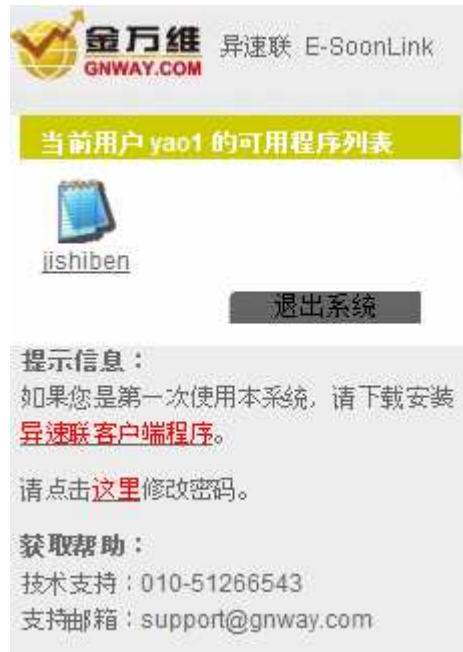 金万维
GNWAY.COM
异速联 E-SoonLink
当前用户 yao1 的可用程序列表
jishiben
退出系统
提示信息：
如果您是第一次使用本系统，请下载安装
异速联客户端程序。
请点击这里修改密码。
获取帮助：
技术支持：010-51266543
支持邮箱：support@gnway.com